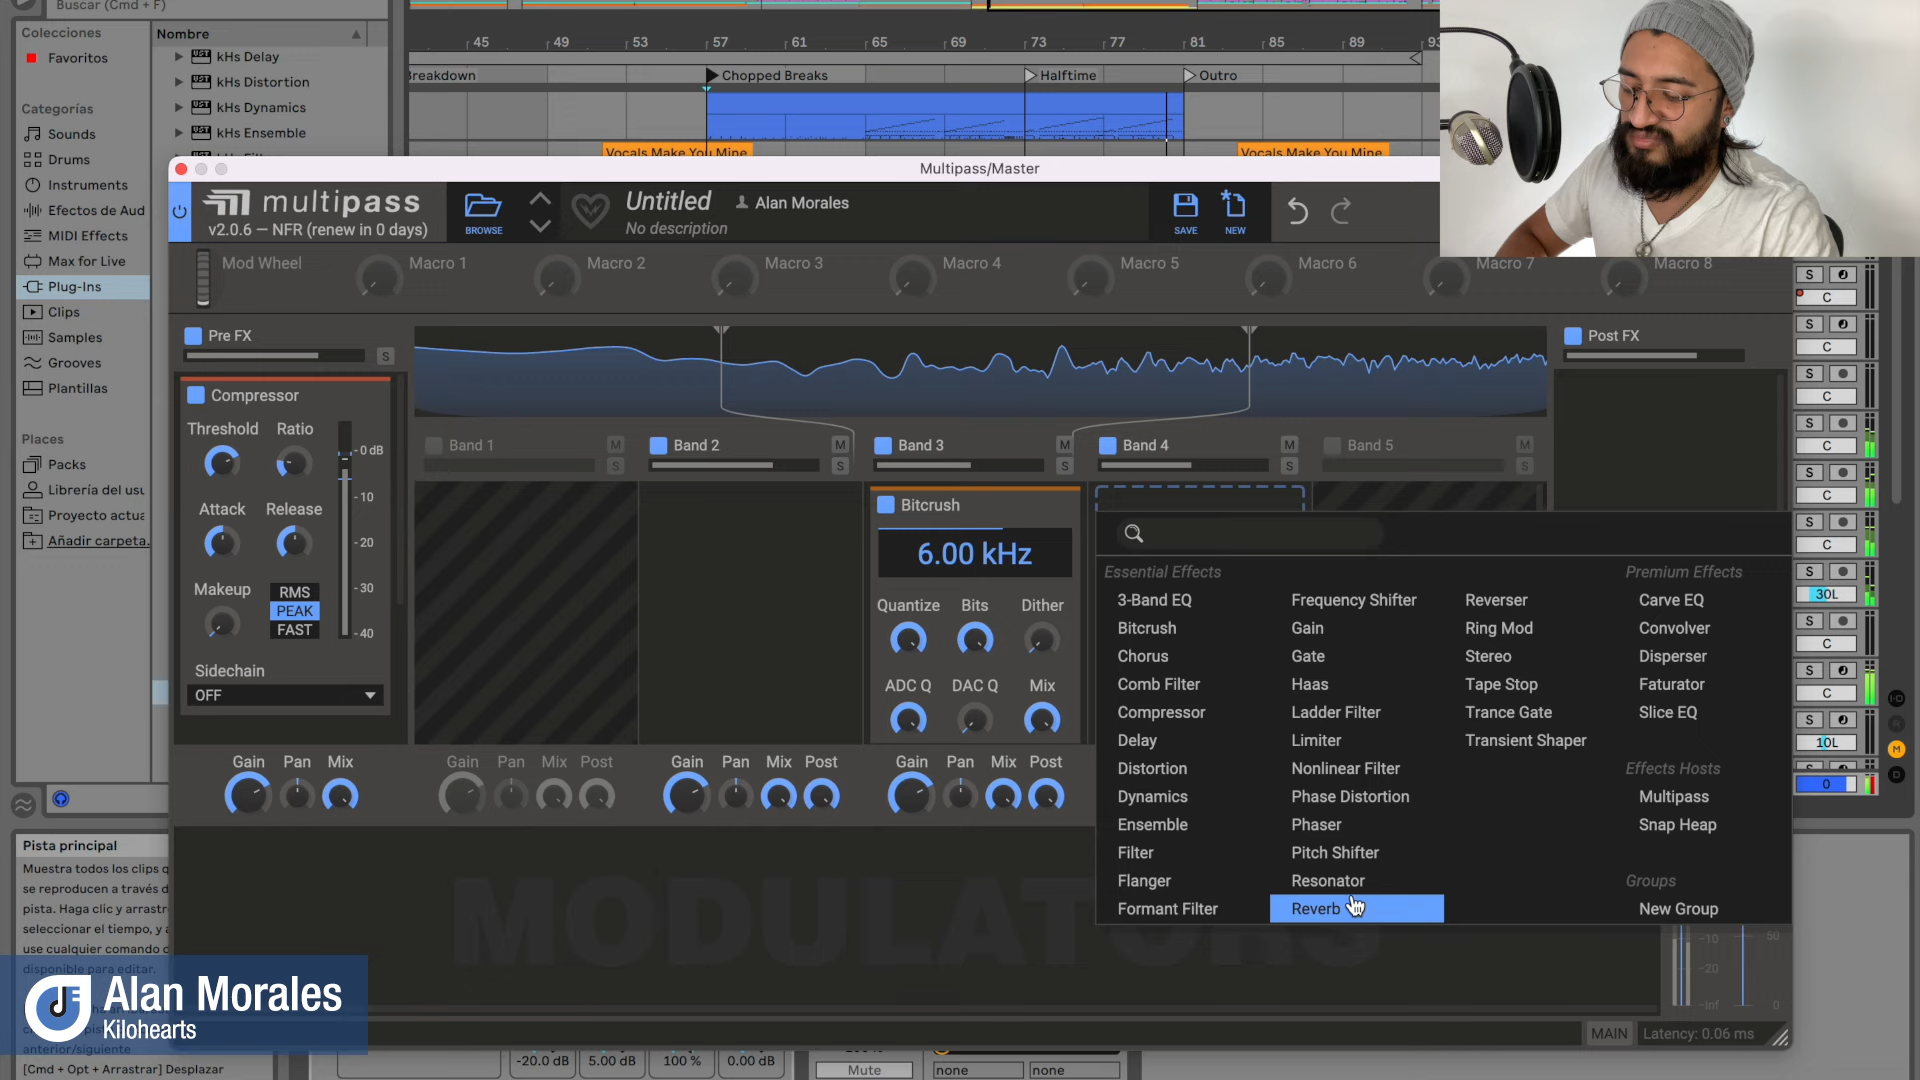 Buscar (Cmd + F)
Colecciones
Favoritos
Categorías
Sounds
Drums
Instruments
Efectos de Aud
MIDI Effects
Max for Live
Plug-Ins
Clips
Samples
Grooves
Plantillas
Places
Packs
Librería del usu
Proyecto actua
Añadir carpeta.
Nombre
kHs Delay
kHs Distortion
kHs Dynamics
kHs Ensemble
45 49 53 57 61 65 69 73 77 81 85 89 93
Breakdown
Chopped Breaks
Halftime
Outro
Vocals Make You Mine
Vocals Make You Mine
Multipass/Master
multipass
v2.0.6 — NFR (renew in 0 days)
BROWSE
Untitled
Alan Morales
No description
SAVE
NEW
Mod Wheel
Macro 1
Macro 2
Macro 3
Macro 4
Macro 5
Macro 6
Macro 7
Macro 8
Pre FX
S
Post FX
Compressor
Threshold Ratio
Attack Release
Makeup
RMS
PEAK
FAST
- 0 dB
- 10
- 20
- 30
- 40
Sidechain
OFF
Band 1 M S
Band 2 M S
Band 3 M S
Band 4 M S
Band 5 M S
Bitcrush
6.00 kHz
Quantize Bits Dither
ADC Q DAC Q Mix
Gain Pan Mix
Gain Pan Mix Post
Gain Pan Mix Post
Gain Pan Mix Post
Essential Effects
3-Band EQ
Bitcrush
Chorus
Comb Filter
Compressor
Delay
Distortion
Dynamics
Ensemble
Filter
Flanger
Formant Filter
Frequency Shifter
Gain
Gate
Haas
Ladder Filter
Limiter
Nonlinear Filter
Phase Distortion
Phaser
Pitch Shifter
Resonator
Reverb
Reverser
Ring Mod
Stereo
Tape Stop
Trance Gate
Transient Shaper
Premium Effects
Carve EQ
Convolver
Disperser
Faturator
Slice EQ
Effects Hosts
Multipass
Snap Heap
Groups
New Group
MODULATORS
MAIN
Latency: 0.06 ms
S
C
S
C
S
C
S
C
S
C
S
C
S
30L
S
C
S
C
S
10L
0
-10
-20
-Inf
50
0
Pista principal
Muestra todos los clips q
se reproducen a través d
pista. Haga clic y arrastr
seleccionar el tiempo, y
use cualquier comando d
disponible para editar.
anterior/siguiente
[Cmd + Opt + Arrastrar] Desplazar
Alan Morales
Kilohearts
-20.0 dB
5.00 dB
100 %
0.00 dB
Mute
none
none